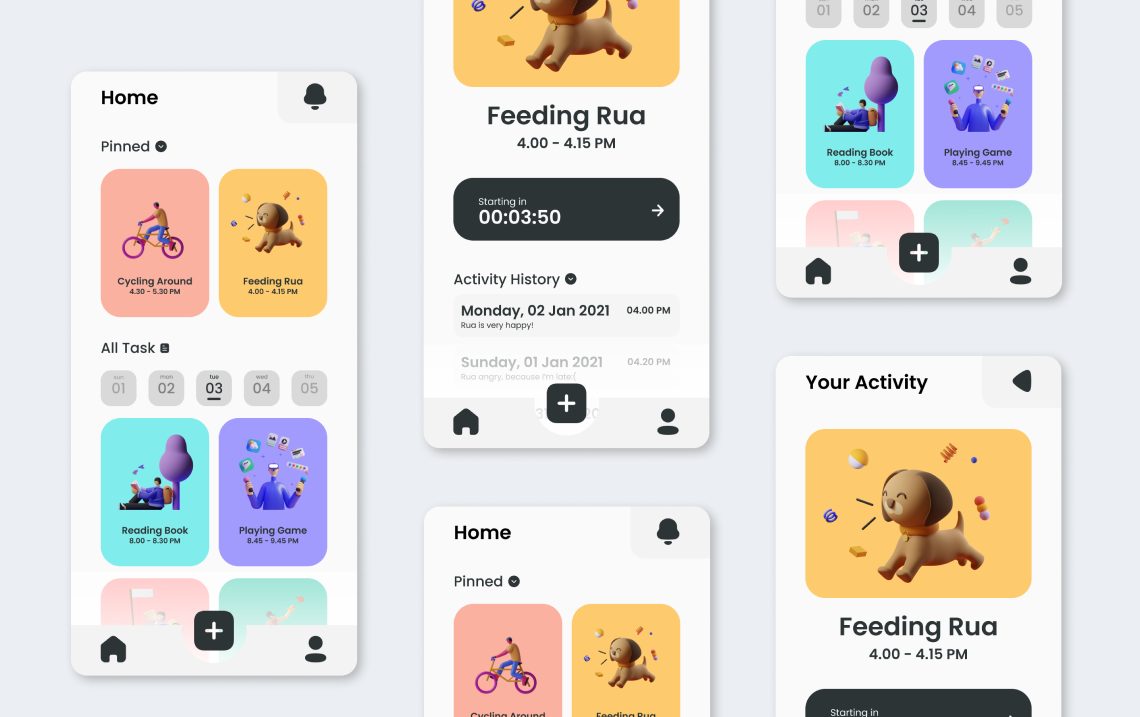 Home
Pinned
Cycling Around
4.30 - 5.30 PM
Feeding Rua
4.00 - 4.15 PM
All Task
sun
01
mon
02
tue
03
wed
04
thu
05
Reading Book
8.00 - 8.30 PM
Playing Game
8.45 - 9.45 PM
Feeding Rua
4.00 - 4.15 PM
Starting in
00:03:50
Activity History
Monday, 02 Jan 2021
04.00 PM
Rua is very happy!
Sunday, 01 Jan 2021
04.20 PM
Rua angry, because I'm late:(
Home
Pinned
Cycling Around
Feeding Rua
01
02
03
04
05
Reading Book
8.00 - 8.30 PM
Playing Game
8.45 - 9.45 PM
Your Activity
Feeding Rua
4.00 - 4.15 PM
Starting in